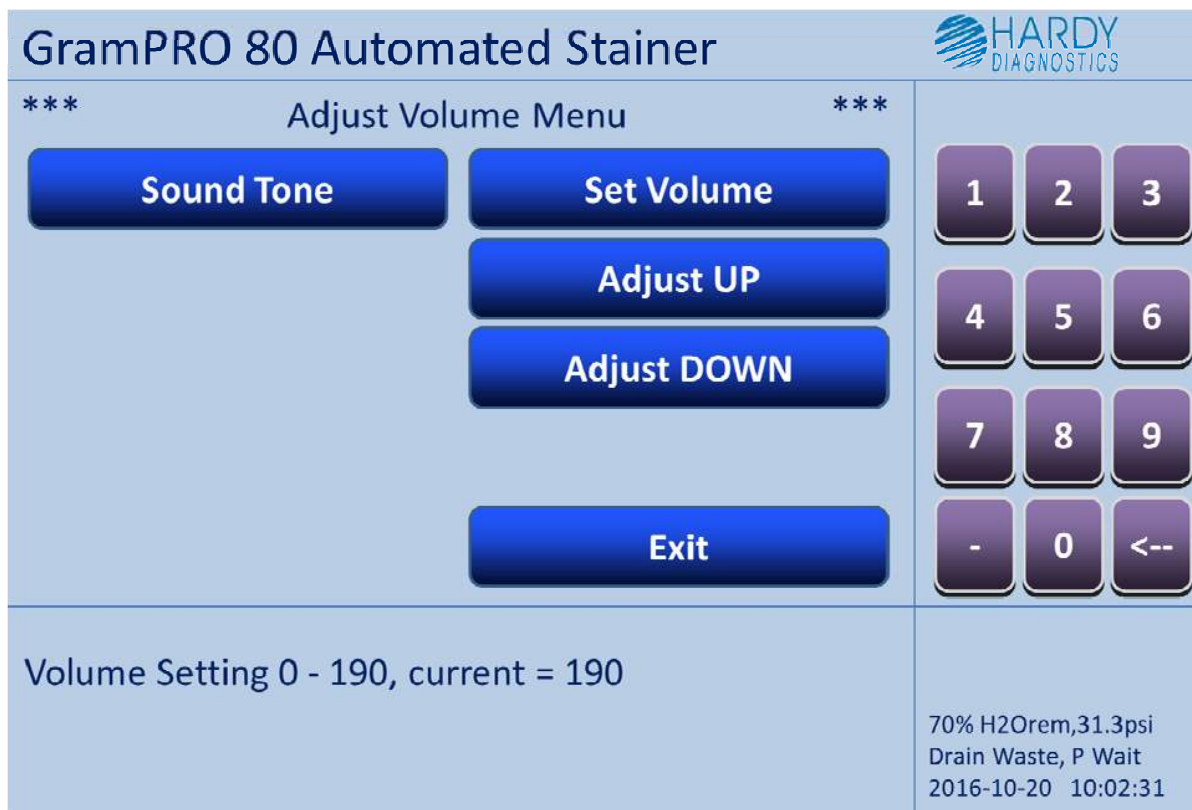 GramPRO 80 Automated Stainer
HARDY
DIAGNOSTICS
*** Adjust Volume Menu ***
Sound Tone
Set Volume
Adjust UP
Adjust DOWN
Exit
1 2 3
4 5 6
7 8 9
- 0 <--
Volume Setting 0 - 190, current = 190
70% H2Orem,31.3psi
Drain Waste, P Wait
2016-10-20 10:02:31